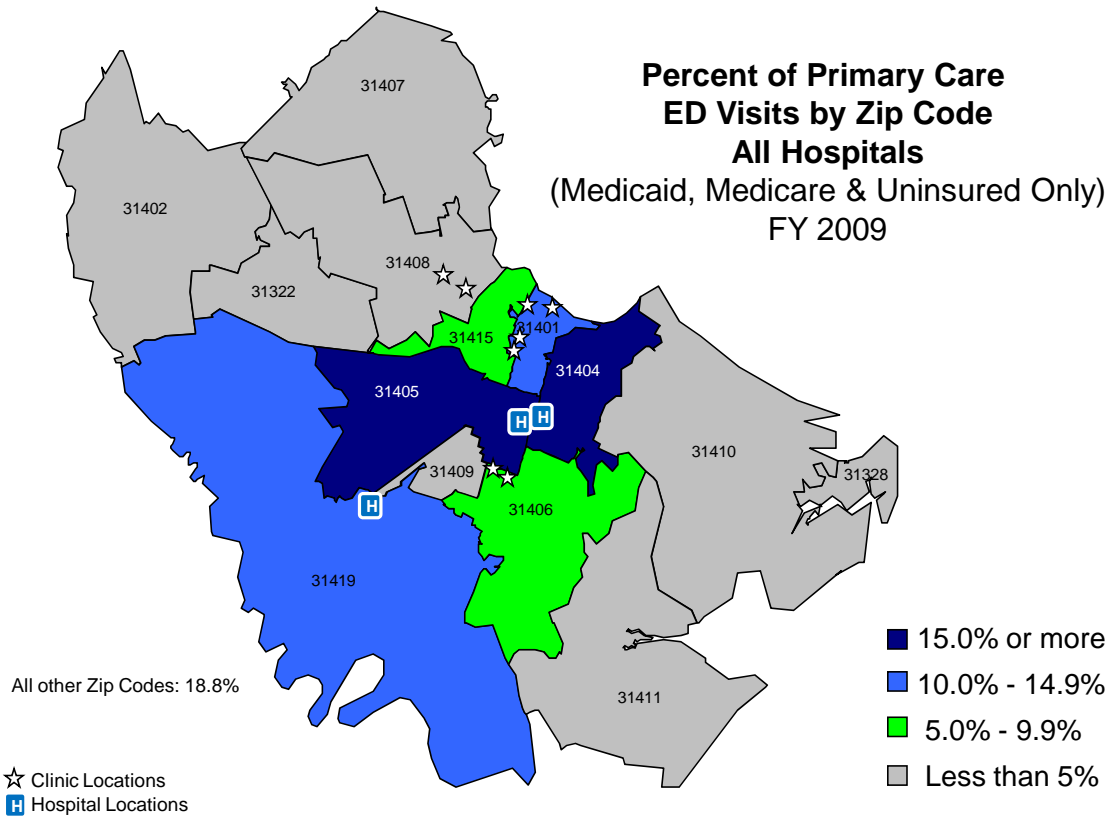 Percent of Primary Care
ED Visits by Zip Code
All Hospitals
(Medicaid, Medicare & Uninsured Only)
FY 2009
31407
31402
31408
31322
31415
31401
31404
31405
31410
31409
31328
31406
31419
31411
15.0% or more
10.0% - 14.9%
5.0% - 9.9%
Less than 5%
All other Zip Codes: 18.8%
Clinic Locations
H Hospital Locations
H
H
H